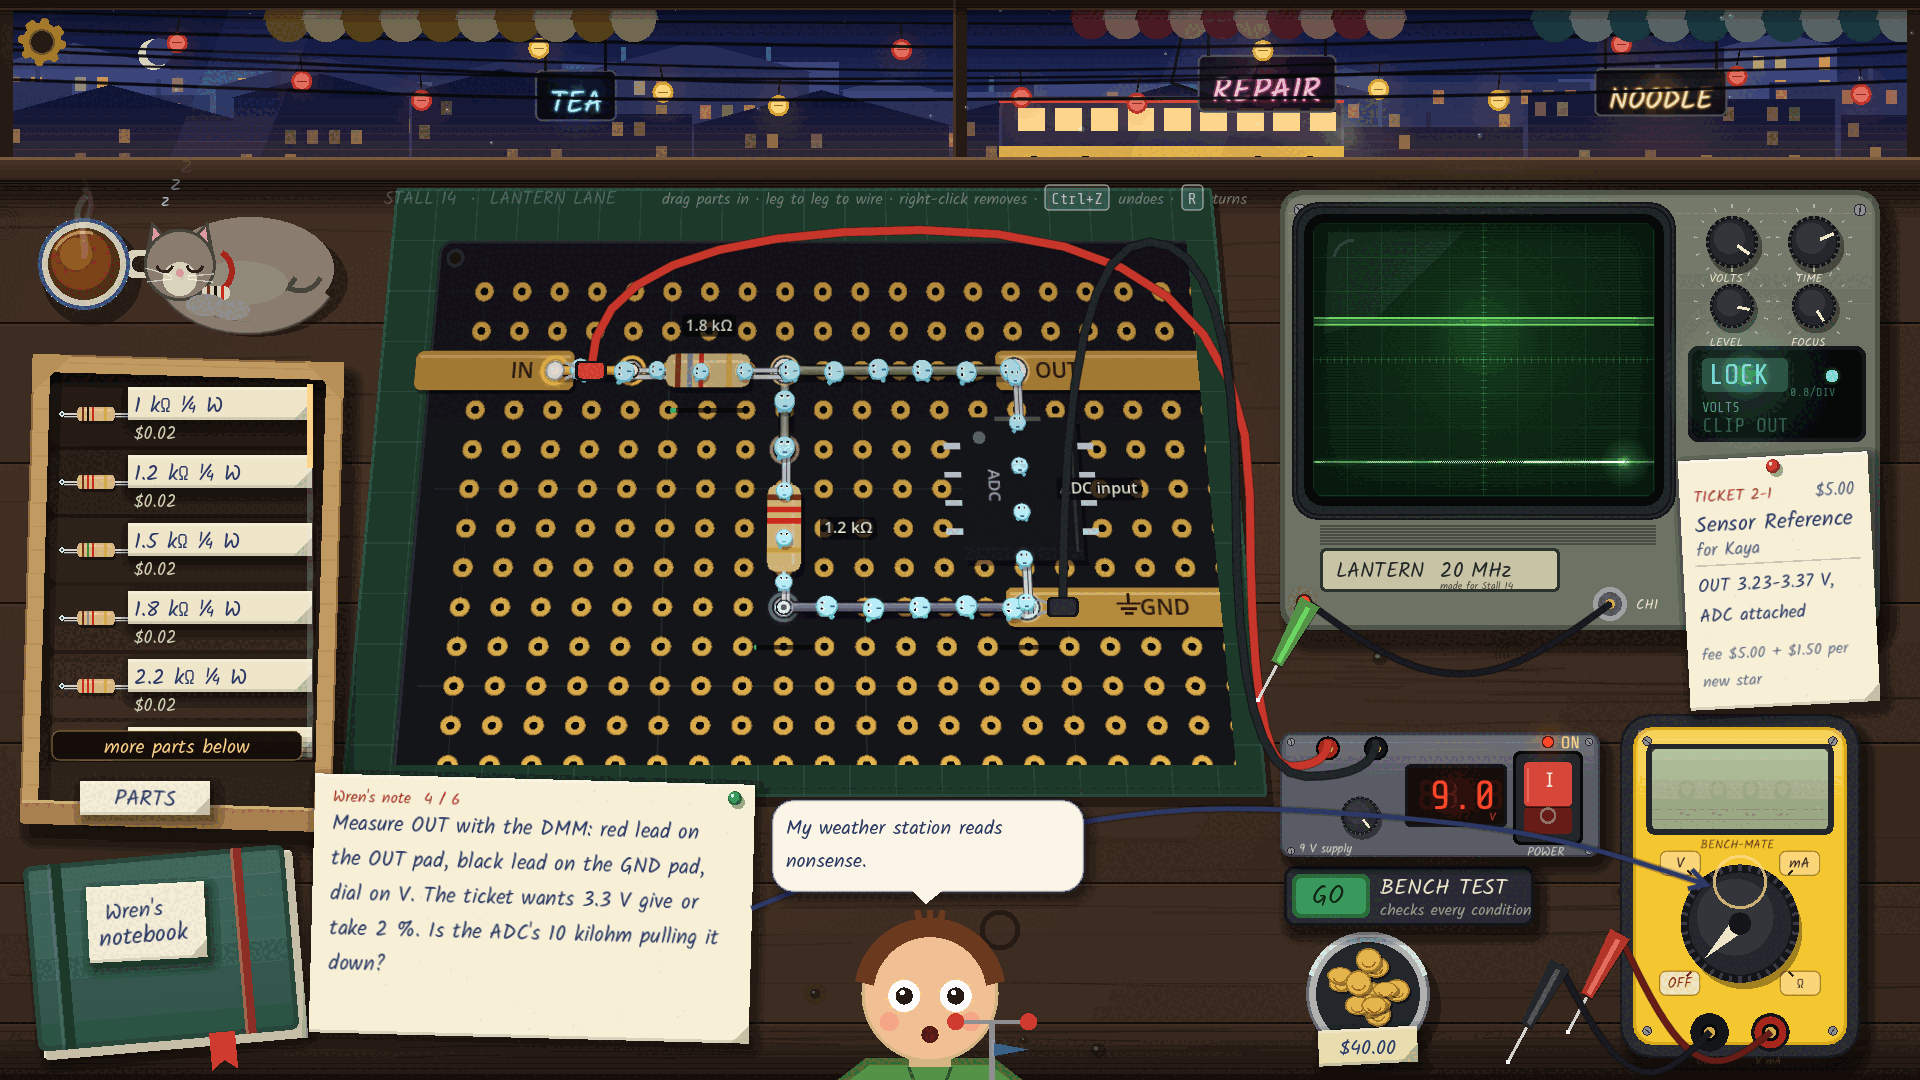 TEA
REPAIR
NOODLE
STALL 14 · LANTERN LANE
drag parts in · leg to leg to wire · right-click removes · Ctrl+Z undoes · R turns
1.8 kΩ
IN
OUT
ADC
DC input
1.2 kΩ
GND
1 kΩ ¼ W
$0.02
1.2 kΩ ¼ W
$0.02
1.5 kΩ ¼ W
$0.02
1.8 kΩ ¼ W
$0.02
2.2 kΩ ¼ W
$0.02
more parts below
PARTS
Wren's
notebook
Wren's note 4 / 6
Measure OUT with the DMM: red lead on
the OUT pad, black lead on the GND pad,
dial on V. The ticket wants 3.3 V give or
take 2 %. Is the ADC's 10 kilohm pulling it
down?
My weather station reads
nonsense.
VOLTS
TIME
LEVEL
FOCUS
LOCK
0.8/DIV
VOLTS
CLIP OUT
LANTERN 20 MHz
made for Stall 14
CH1
TICKET 2-1 $5.00
Sensor Reference
for Kaya
OUT 3.23-3.37 V,
ADC attached
fee $5.00 + $1.50 per
new star
ON
9.0
V
I
9 V supply
POWER
GO
BENCH TEST
checks every condition
$40.00
BENCH-MATE
V
mA
OFF
Ω